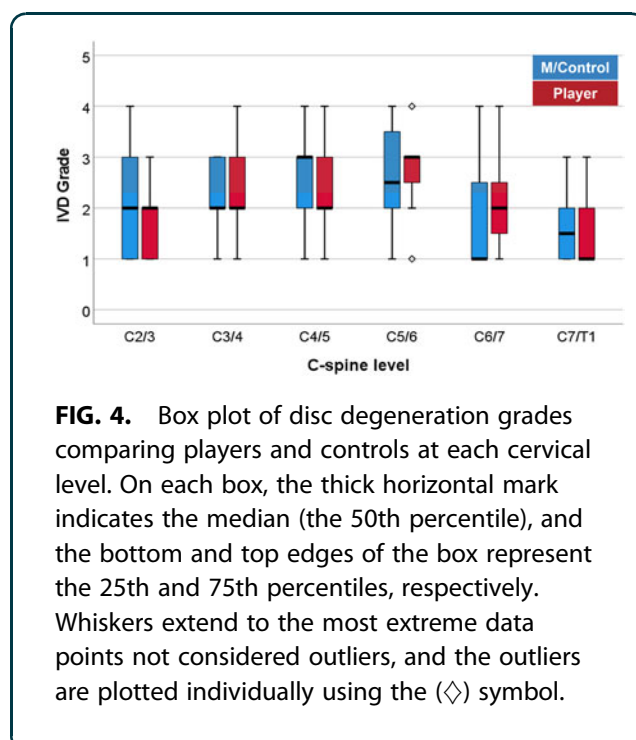 5
M/Control
Player
4
3
2
1
0
IVD Grade
C2/3 C3/4 C4/5 C5/6 C6/7 C7/T1
C-spine level
FIG. 4. Box plot of disc degeneration grades
comparing players and controls at each cervical
level. On each box, the thick horizontal mark
indicates the median (the 50th percentile), and
the bottom and top edges of the box represent
the 25th and 75th percentiles, respectively.
Whiskers extend to the most extreme data
points not considered outliers, and the outliers
are plotted individually using the (◇) symbol.